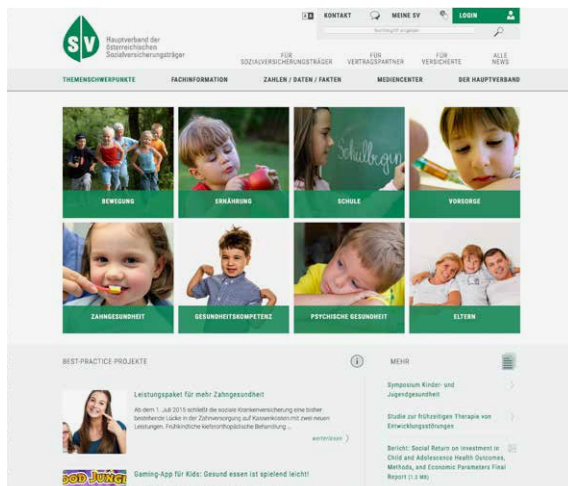 KONTAKT
MEINE SV
LOGIN
SV
Hauptverband der
österreichischen
Sozialversicherungsträger
FÜR
SOZIALVERSICHERUNGSTRÄGER
FÜR
VERTRAGSPARTNER
FÜR
VERSICHERTE
ALLE
NEWS
THEMENSCHWERPUNKTE
FACHINFORMATION
ZAHLEN / DATEN / FAKTEN
MEDIENCENTER
DER HAUPTVERBAND
Schulbeginn
BEWEGUNG
ERNÄHRUNG
SCHULE
VORSORGE
ZAHNGESUNDHEIT
GESUNDHEITSKOMPETENZ
PSYCHISCHE GESUNDHEIT
ELTERN
BEST-PRACTICE-PROJEKTE
MEHR
Leistungspaket für mehr Zahngesundheit
Ab dem 1. Juli 2015 schließt die soziale Krankenversicherung eine bisher
bestehende Lücke in der Zahnversorgung auf Kassenkosten mit zwei neuen
Leistungen. Frühkindliche kieferorthopädische Behandlung ...
weiterlesen
Gaming-App für Kids: Gesund essen ist spielend leicht!
Symposium Kinder- und
Jugendgesundheit
Studie zur frühzeitigen Therapie von
Entwicklungsstörungen
Bericht: Social Return on Investment in
Child and Adolescence Health Outcomes,
Methods, and Economic Parameters Final
Report (1.2 MB)